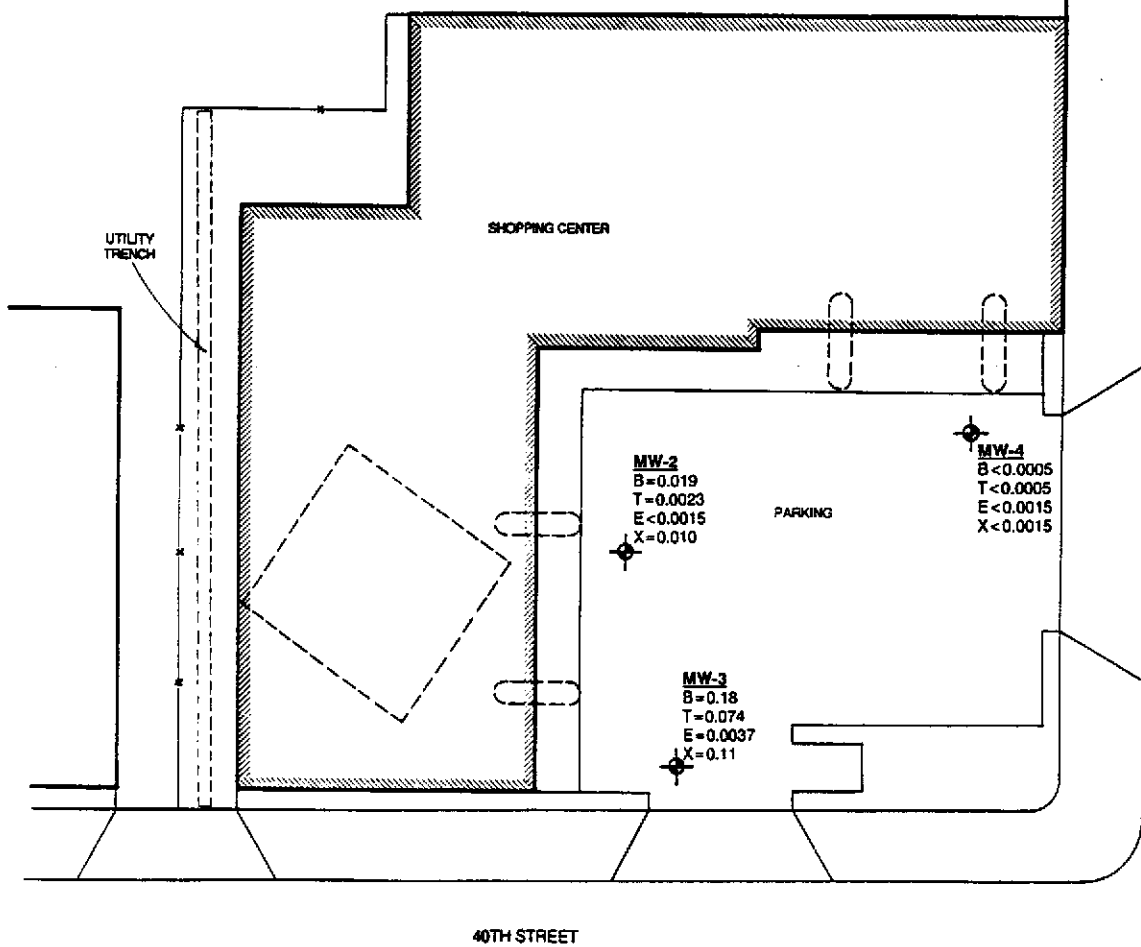 SHOPPING CENTER
UTILITY
TRENCH
MW-2
B=0.019
T=0.0023
E<0.0015
X=0.010
MW-4
B<0.0005
T<0.0005
E<0.0015
X<0.0015
PARKING
MW-3
B=0.18
T=0.074
E=0.0037
X=0.11
40TH STREET